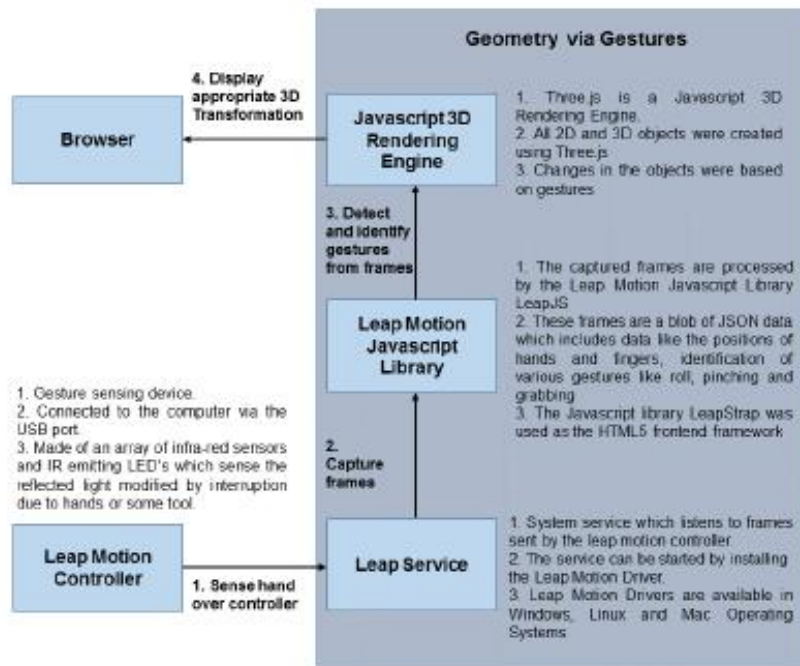 Geometry via Gestures
4. Display
appropriate 3D
Transformation
Browser
Javascript 3D
Rendering
Engine
1. Three.js is a Javascript 3D
Rendering Engine.
2. All 2D and 3D objects were created
using Three.js
3. Changes in the objects were based
on gestures
3. Detect
and identify
gestures
from frames
Leap Motion
Javascript
Library
1. The captured frames are processed
by the Leap Motion Javascript Library
LeapJS
2. These frames are a blob of JSON data
which includes data like the positions of
hands and fingers, identification of
various gestures like roll, pinching and
grabbing
3. The Javascript library LeapStrap was
used as the HTML5 frontend framework
1. Gesture sensing device.
2. Connected to the computer via the
USB port.
3. Made of an array of infra-red sensors
and IR emitting LED's which sense the
reflected light modified by interruption
due to hands or some tool.
2.
Capture
frames
Leap Motion
Controller
1. Sense hand
over controller
Leap Service
1. System service which listens to frames
sent by the leap motion controller
2. The service can be started by installing
the Leap Motion Driver.
3. Leap Motion Drivers are available in
Windows, Linux and Mac Operating
Systems